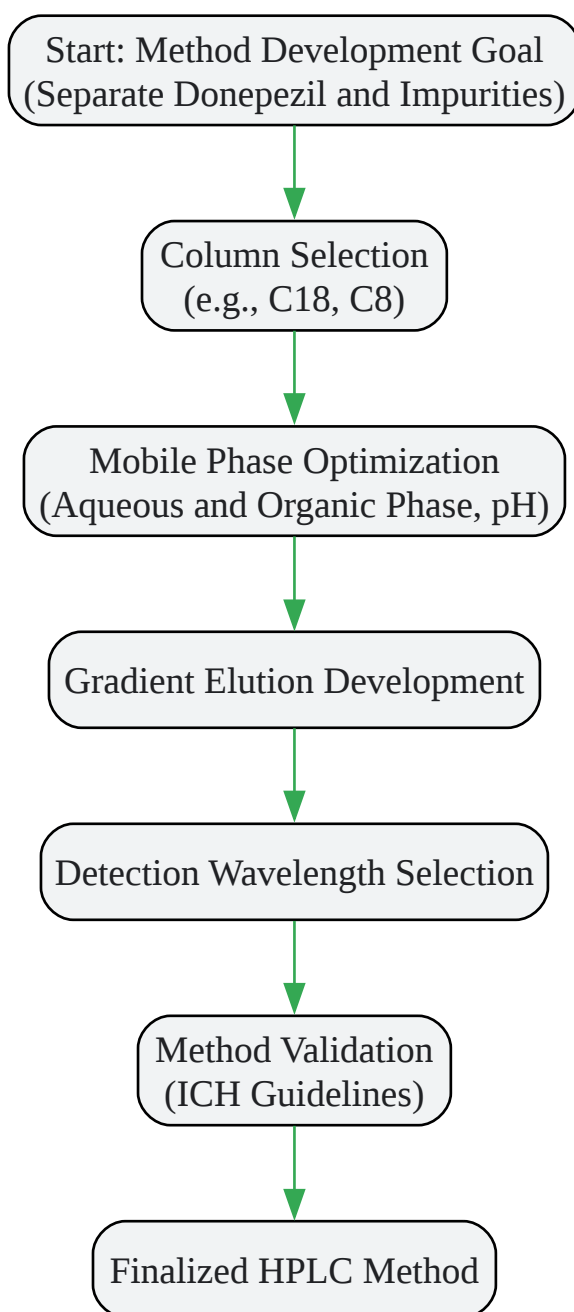 Start: Method Development Goal
(Separate Donepezil and Impurities)
Column Selection
(e.g., C18, C8)
Mobile Phase Optimization
(Aqueous and Organic Phase, pH)
Gradient Elution Development
Detection Wavelength Selection
Method Validation
(ICH Guidelines)
Finalized HPLC Method